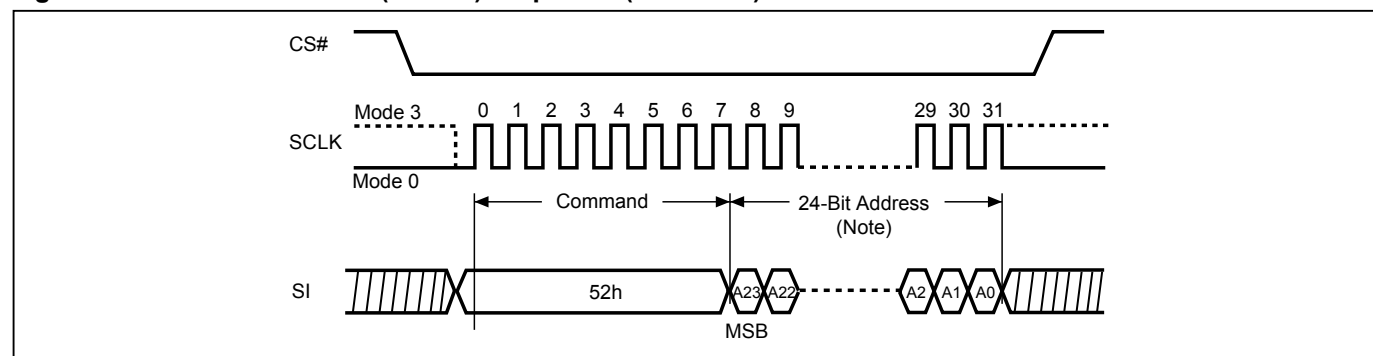 CS#
Mode 3
0 1 2 3 4 5 6 7 8 9 29 30 31
SCLK
Mode 0
Command
24-Bit Address
(Note)
SI
52h
A23 A22 A2 A1 A0
MSB